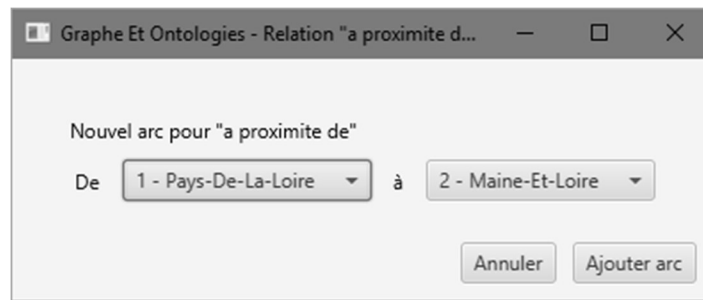 Graphe Et Ontologies - Relation "a proximite d...
Nouvel arc pour "a proximite de"
De 1 - Pays-De-La-Loire à 2 - Maine-Et-Loire
Annuler Ajouter arc